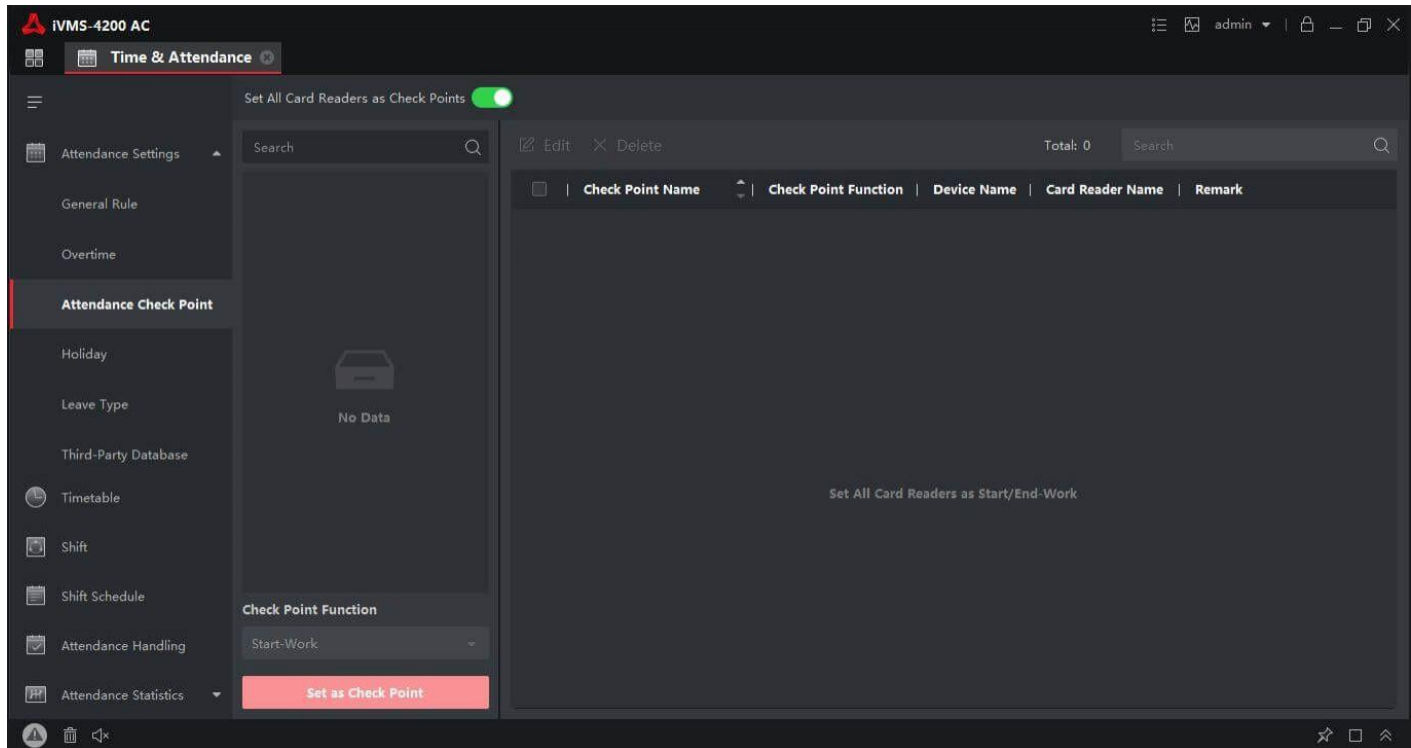 iVMS-4200 AC
admin
Time & Attendance
Set All Card Readers as Check Points
Attendance Settings
General Rule
Overtime
Attendance Check Point
Holiday
Leave Type
Third-Party Database
Timetable
Shift
Shift Schedule
Attendance Handling
Attendance Statistics
Search
No Data
Check Point Function
Start-Work
Set as Check Point
Edit Delete Total: 0 Search
Check Point Name | Check Point Function | Device Name | Card Reader Name | Remark
Set All Card Readers as Start/End-Work